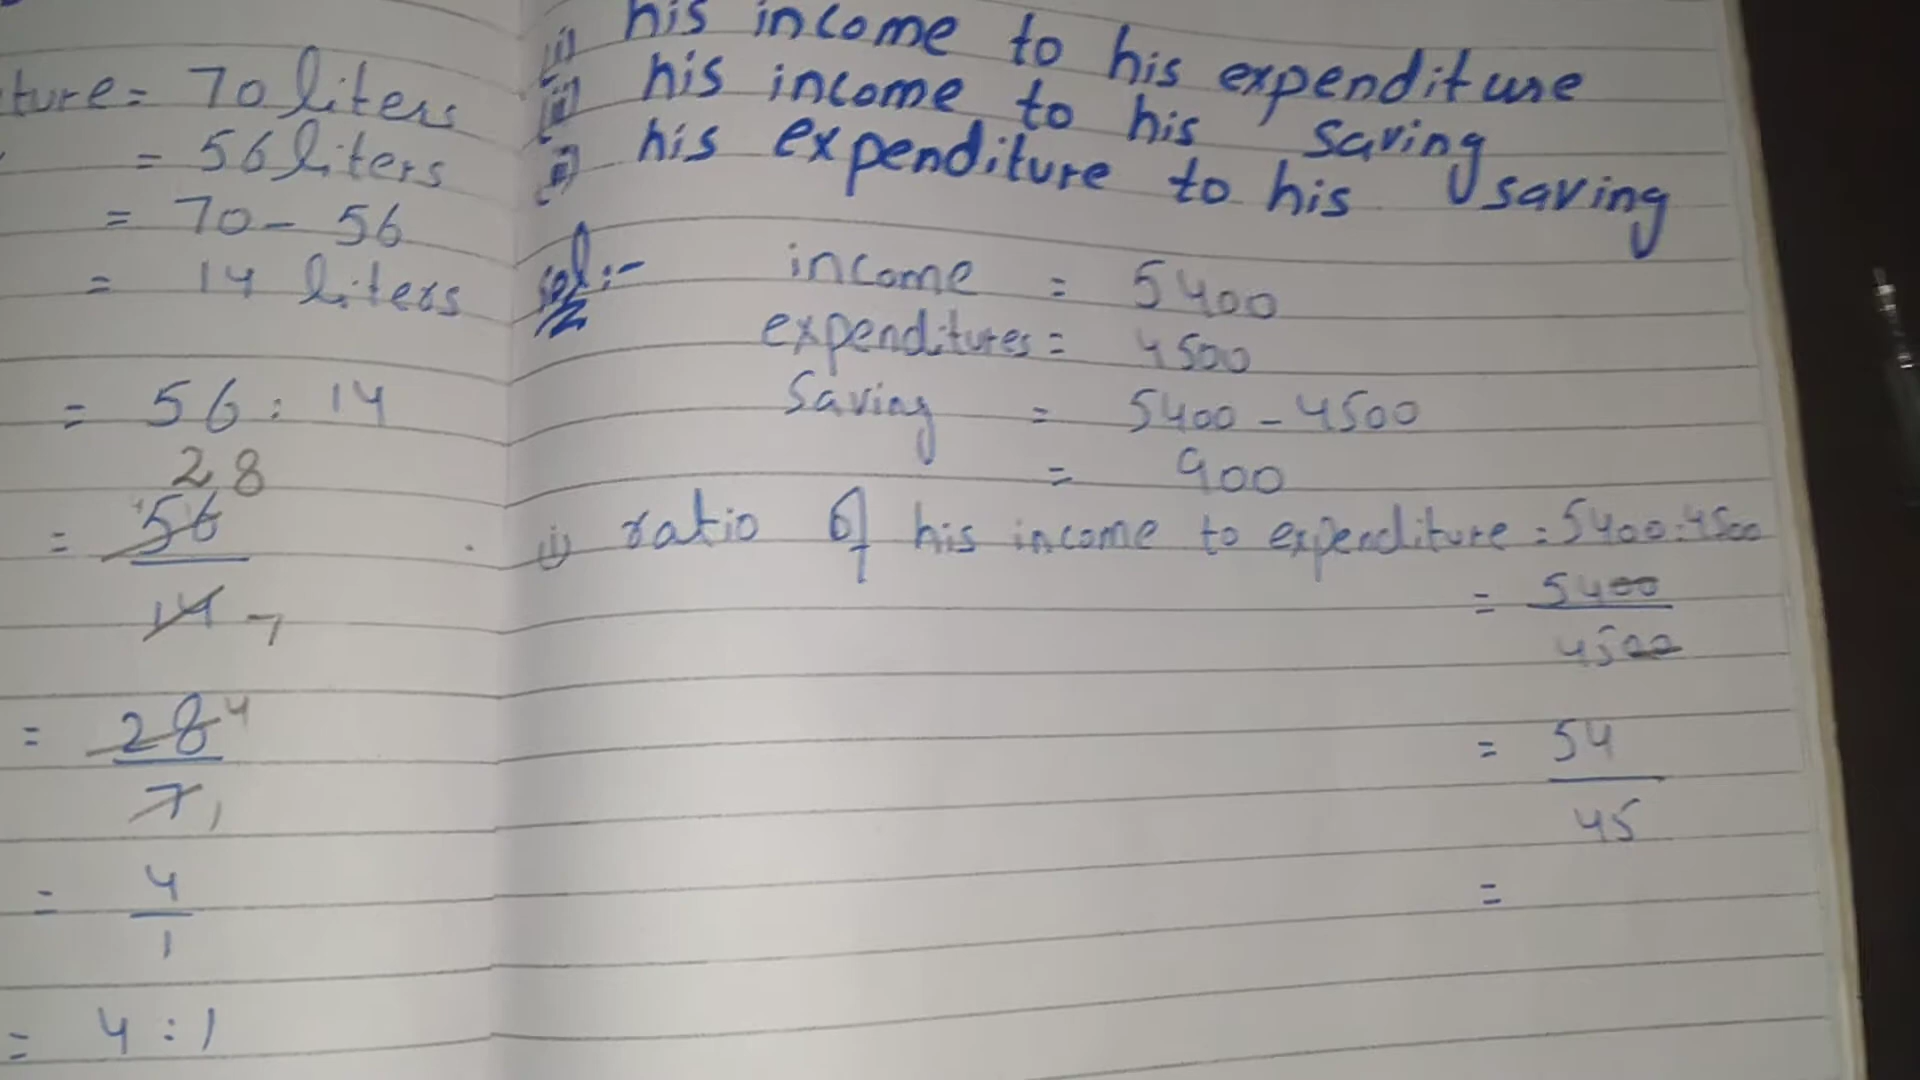 ture = 70 liters
= 56 liters
= 70 - 56
= 14 liters
= 56 : 14
28
= 56
14 7
= 28 4
7 1
= 4
1
= 4 : 1
(i) his income to his expenditure
(ii) his income to his saving
his expenditure to his saving
Sol:- income = 5400
expenditures = 4500
Saving = 5400 - 4500
= 900
(i) ratio of his income to expenditure = 5400:4500
= 5400
4500
= 54
45
=